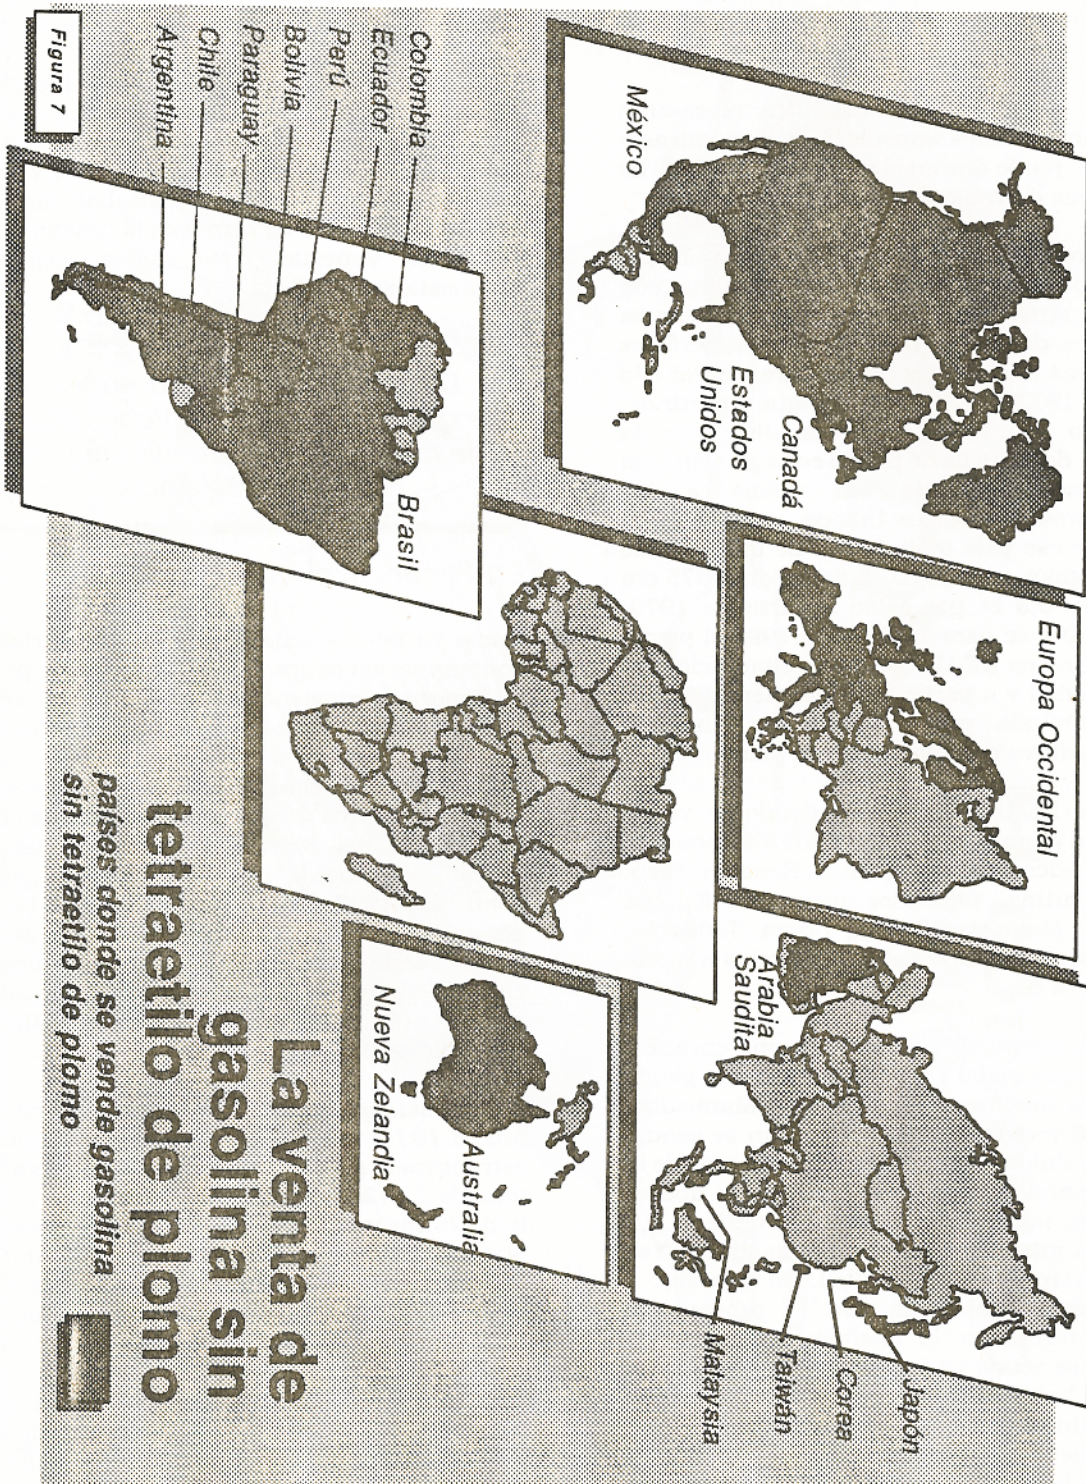 México
Estados
Unidos
Canadá
Europa Occidental
Arabia
Saudita
Japón
Corea
Taiwán
Malaysia
Colombia
Ecuador
Perú
Bolivia
Paraguay
Chile
Argentina
Brasil
Australia
Nueva Zelandia
Figura 7
La venta de
gasolina sin
tetraetilo de plomo
países donde se vende gasolina
sin tetraetilo de plomo